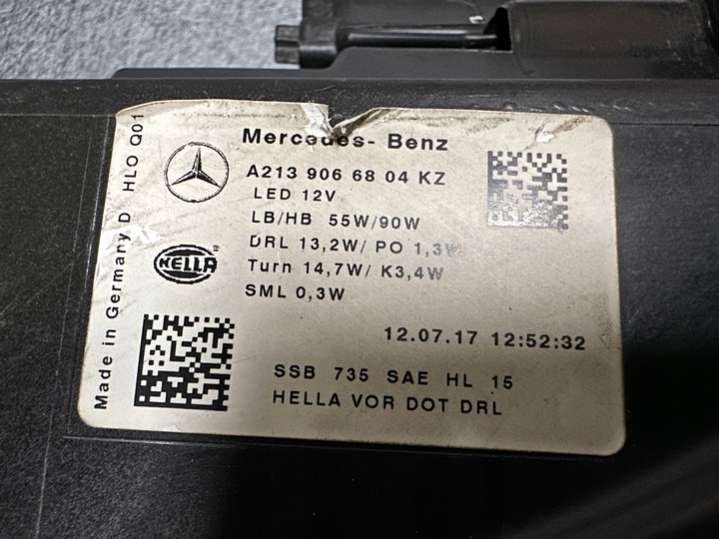 Mercedes- Benz
A213 906 68 04 KZ
LED 12V
LB/HB 55W/90W
DRL 13,2W/ PO 1,3W
Turn 14,7W/ K3,4W
SML 0,3W
HELLA
12.07.17 12:52:32
SSB 735 SAE HL 15
HELLA VOR DOT DRL
Made in Germany D HLO Q01